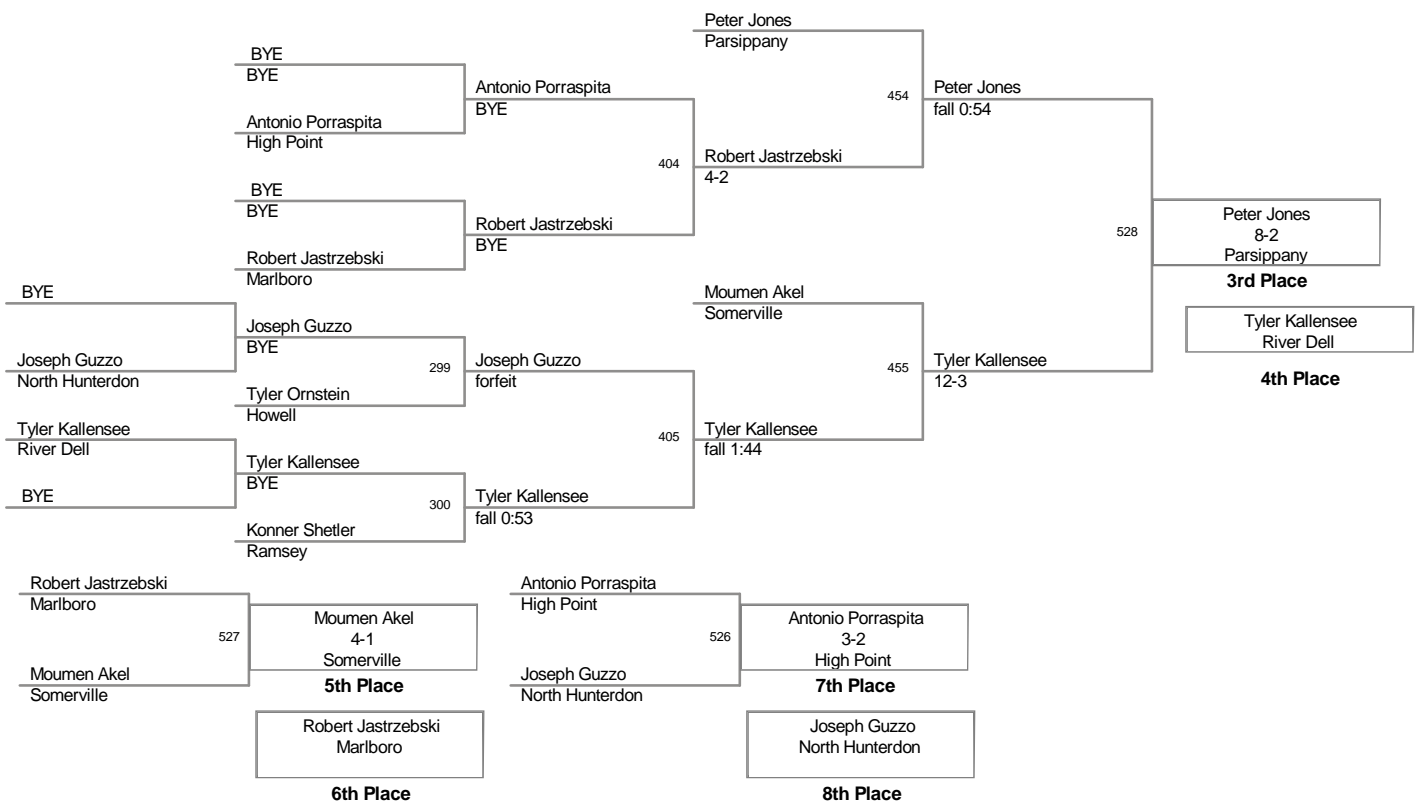 Peter Jones
Parsippany
BYE
BYE
Antonio Porraspita
BYE
454
Peter Jones
fall 0:54
Antonio Porraspita
High Point
404
Robert Jastrzebski
4-2
BYE
BYE
Robert Jastrzebski
BYE
528
Peter Jones
8-2
Parsippany
3rd Place
Robert Jastrzebski
Marlboro
BYE
Moumen Akel
Somerville
Tyler Kallensee
River Dell
4th Place
Joseph Guzzo
BYE
Joseph Guzzo
North Hunterdon
299
Joseph Guzzo
forfeit
455
Tyler Kallensee
12-3
Tyler Ornstein
Howell
Tyler Kallensee
River Dell
405
Tyler Kallensee
fall 1:44
Tyler Kallensee
BYE
BYE
300
Tyler Kallensee
fall 0:53
Konner Shetler
Ramsey
Robert Jastrzebski
Marlboro
527
Moumen Akel
4-1
Somerville
5th Place
Moumen Akel
Somerville
Robert Jastrzebski
Marlboro
6th Place
Antonio Porraspita
High Point
526
Antonio Porraspita
3-2
High Point
7th Place
Joseph Guzzo
North Hunterdon
Joseph Guzzo
North Hunterdon
8th Place